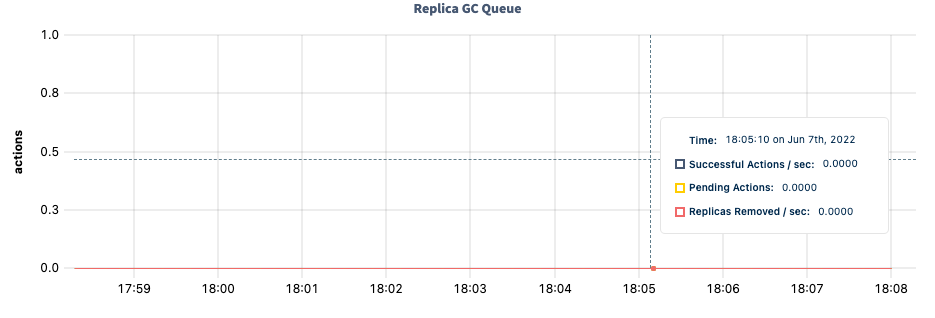 Replica GC Queue
1.0
0.8
0.5
0.3
0.0
actions
Time: 18:05:10 on Jun 7th, 2022
Successful Actions / sec: 0.0000
Pending Actions: 0.0000
Replicas Removed / sec: 0.0000
17:59 18:00 18:01 18:02 18:03 18:04 18:05 18:06 18:07 18:08